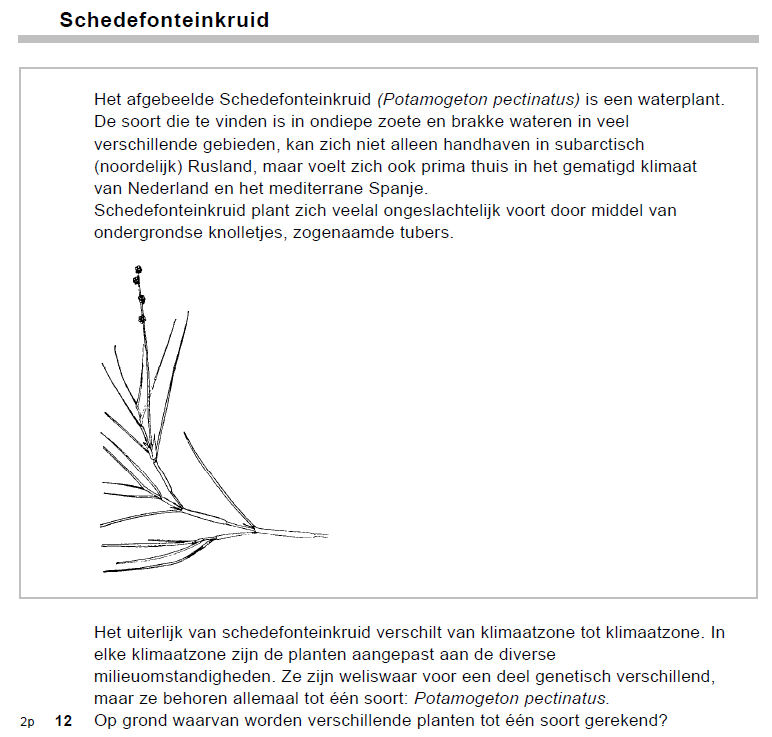 Schedefonteinkruid
Het afgebeelde Schedefonteinkruid (Potamogeton pectinatus) is een waterplant.
De soort die te vinden is in ondiepe zoete en brakke wateren in veel
verschillende gebieden, kan zich niet alleen handhaven in subarctisch
(noordelijk) Rusland, maar voelt zich ook prima thuis in het gematigd klimaat
van Nederland en het mediterrane Spanje.
Schedefonteinkruid plant zich veelal ongeslachtelijk voort door middel van
ondergrondse knolletjes, zogenaamde tubers.
Het uiterlijk van schedefonteinkruid verschilt van klimaatzone tot klimaatzone. In
elke klimaatzone zijn de planten aangepast aan de diverse
milieuomstandigheden. Ze zijn weliswaar voor een deel genetisch verschillend,
maar ze behoren allemaal tot één soort: Potamogeton pectinatus.
2p 12 Op grond waarvan worden verschillende planten tot één soort gerekend?